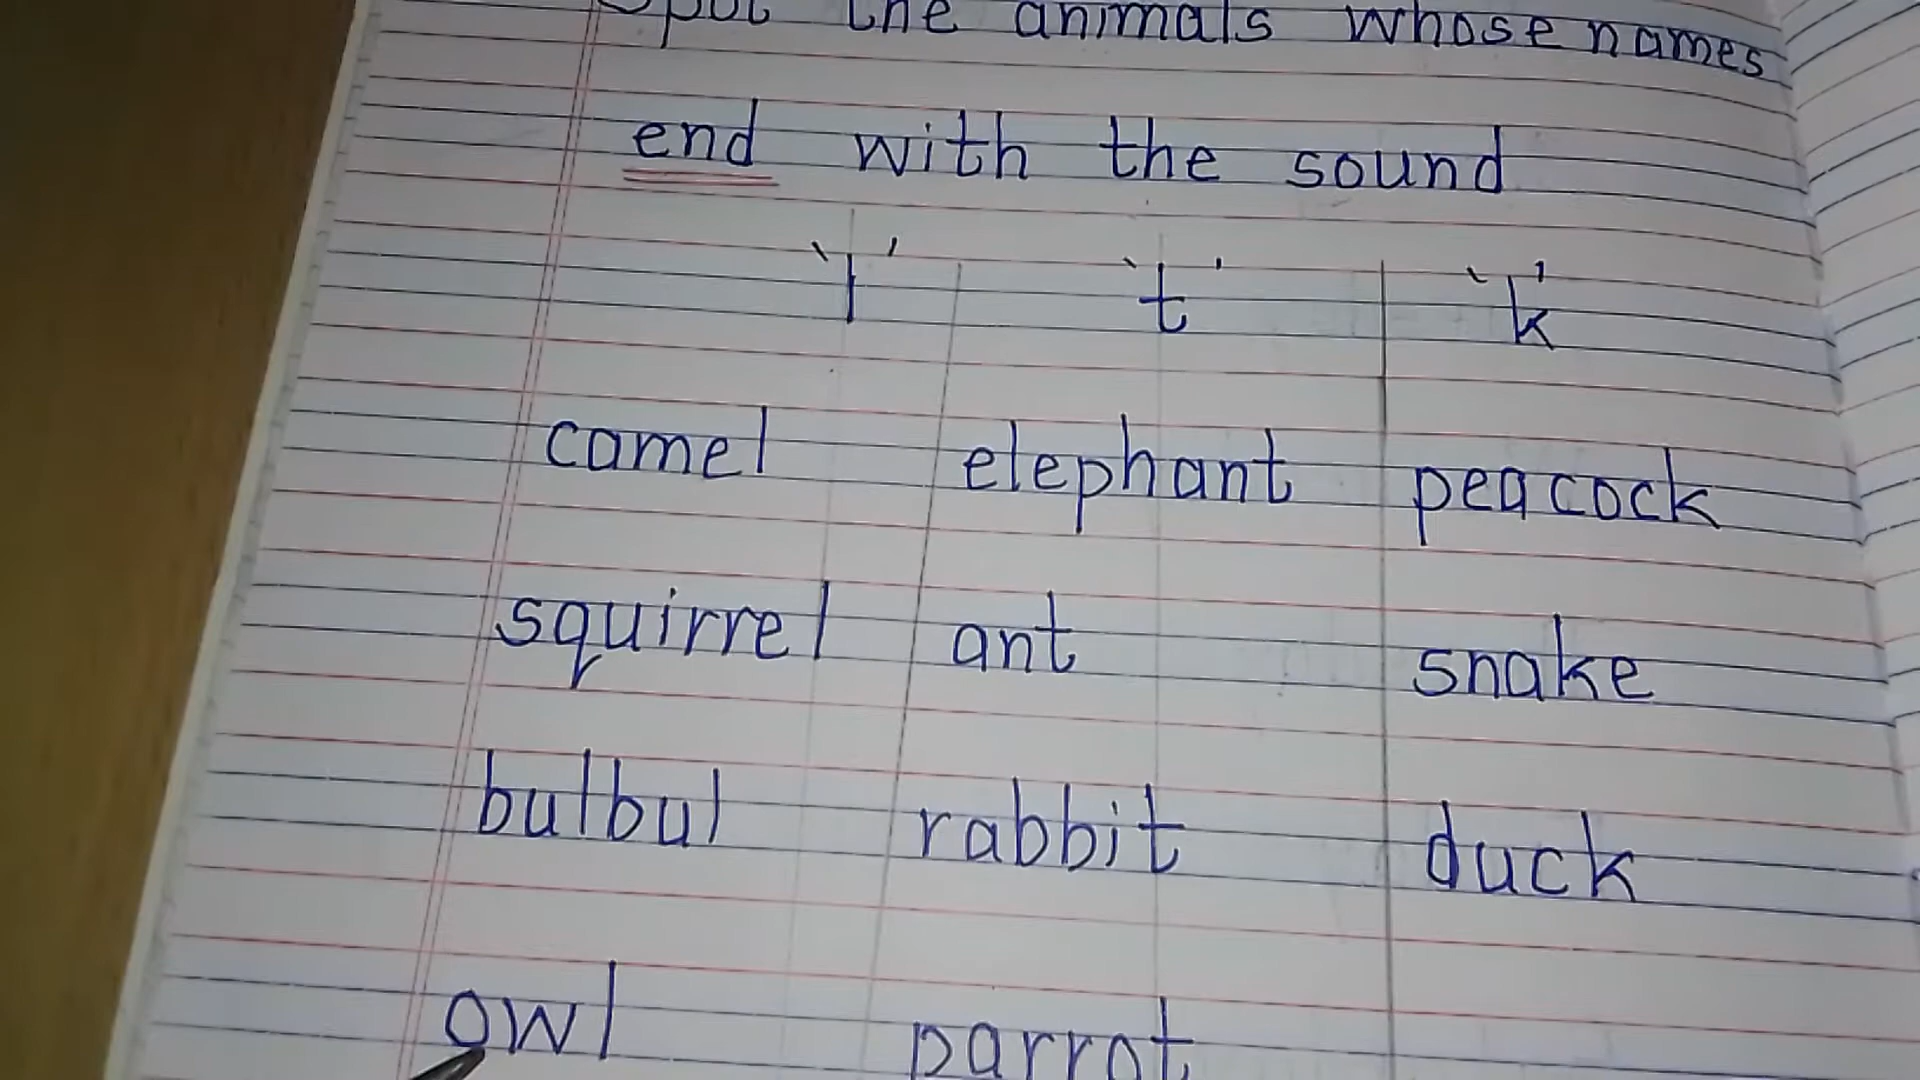 Spot the animals whose names
end with the sound
'l' 't' 'k'
camel elephant peacock
squirrel ant snake
bulbul rabbit duck
owl parrot